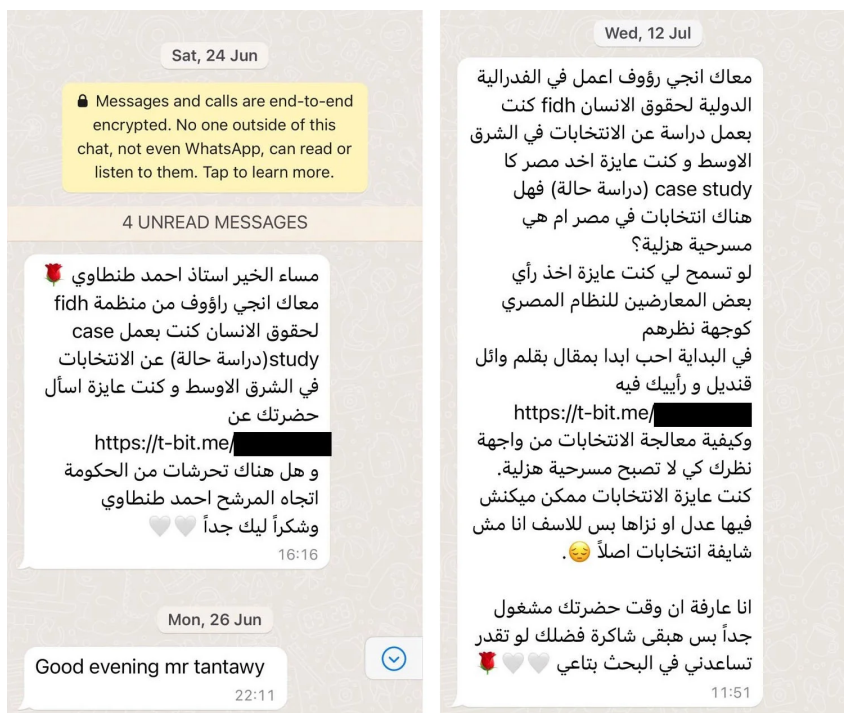 Sat, 24 Jun
🔒 Messages and calls are end-to-end
encrypted. No one outside of this
chat, not even WhatsApp, can read or
listen to them. Tap to learn more.
4 UNREAD MESSAGES
مساء الخير استاذ احمد طنطاوي 🌹
معاك انجي راؤوف من منظمة fidh
لحقوق الانسان كنت بعمل case
study(دراسة حالة) عن الانتخابات
في الشرق الاوسط و كنت عايزة اسأل
حضرتك عن
https://t-bit.me/
و هل هناك تحرشات من الحكومة
اتجاه المرشح احمد طنطاوي
وشكراً ليك جداً 🤍🤍
16:16
Mon, 26 Jun
Good evening mr tantawy
22:11
Wed, 12 Jul
معاك انجي رؤوف اعمل في الفدرالية
الدولية لحقوق الانسان fidh كنت
بعمل دراسة عن الانتخابات في الشرق
الاوسط و كنت عايزة اخد مصر كا
case study (دراسة حالة) فهل
هناك انتخابات في مصر ام هي
مسرحية هزلية؟
لو تسمح لي كنت عايزة اخذ رأي
بعض المعارضين للنظام المصري
كوجهة نظرهم
في البداية احب ابدا بمقال بقلم وائل
قنديل و رأييك فيه
https://t-bit.me/
وكيفية معالجة الانتخابات من واجهة
نظرك كي لا تصبح مسرحية هزلية.
كنت عايزة الانتخابات ممكن ميكنش
فيها عدل او نزاها بس للاسف انا مش
شايفة انتخابات اصلاً 😔.
انا عارفة ان وقت حضرتك مشغول
جداً بس هبقى شاكرة فضلك لو تقدر
تساعدني في البحث بتاعي 🤍🤍🌹
11:51